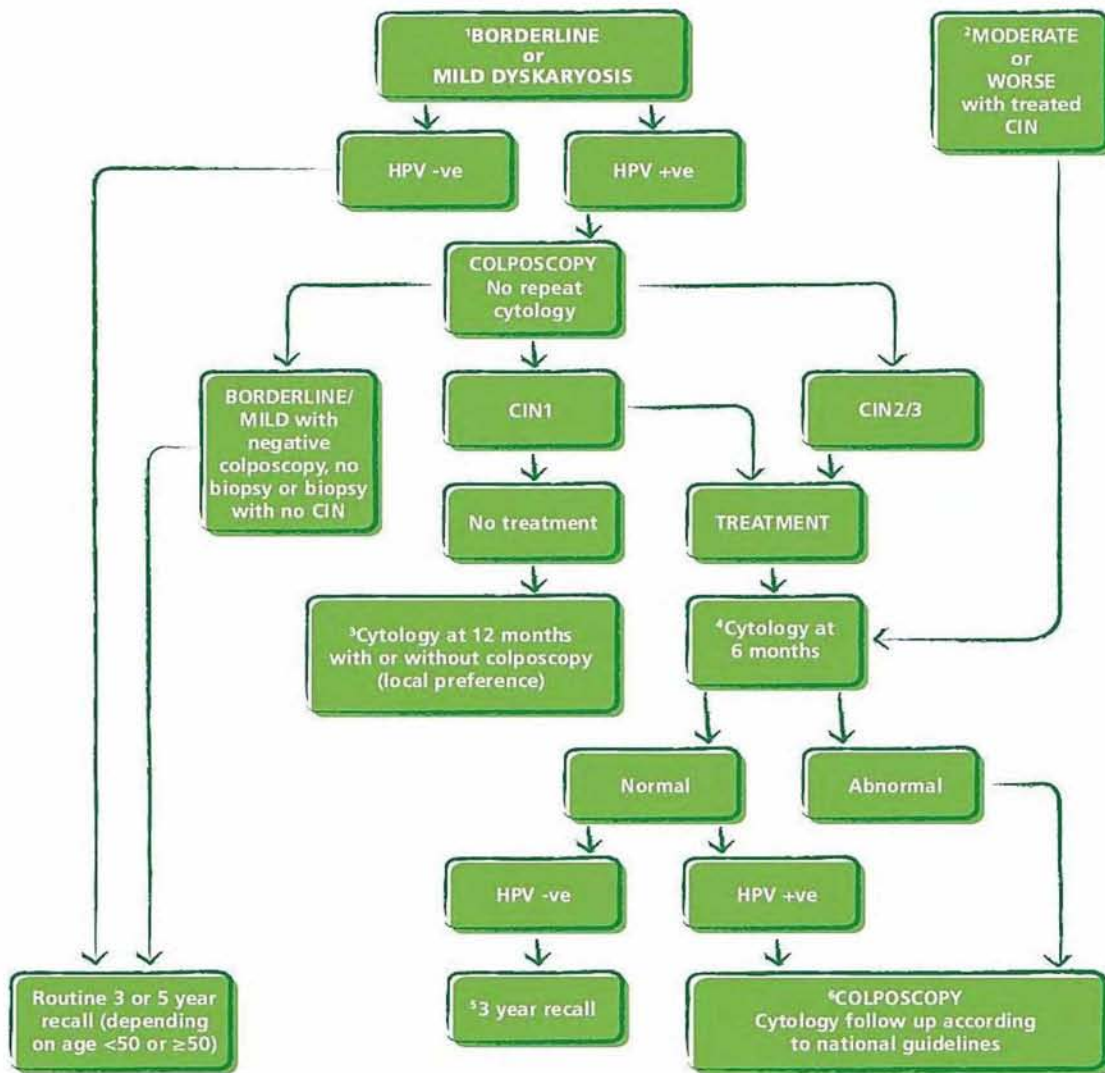 ¹BORDERLINE
or
MILD DYSKARYOSIS
²MODERATE
or
WORSE
with treated
CIN
HPV -ve
HPV +ve
COLPOSCOPY
No repeat
cytology
BORDERLINE/
MILD with
negative
colposcopy, no
biopsy or biopsy
with no CIN
CIN1
CIN2/3
No treatment
TREATMENT
³Cytology at 12 months
with or without colposcopy
(local preference)
⁴Cytology at
6 months
Normal
Abnormal
HPV -ve
HPV +ve
Routine 3 or 5 year
recall (depending
on age <50 or ≥50)
⁵3 year recall
⁶COLPOSCOPY
Cytology follow up according
to national guidelines